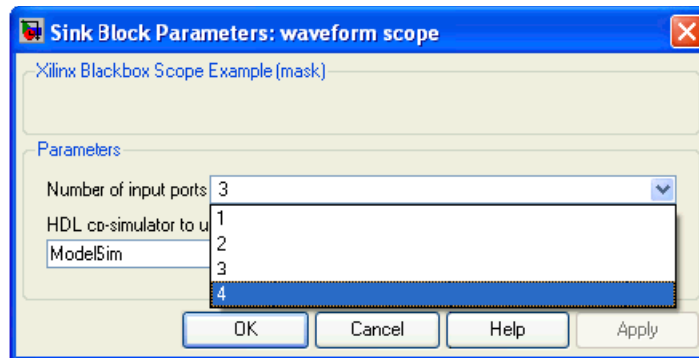 Sink Block Parameters: waveform scope
Xilinx Blackbox Scope Example (mask)
Parameters
Number of input ports 3
1
HDL co-simulator to u
2
ModelSim
3
4
OK Cancel Help Apply